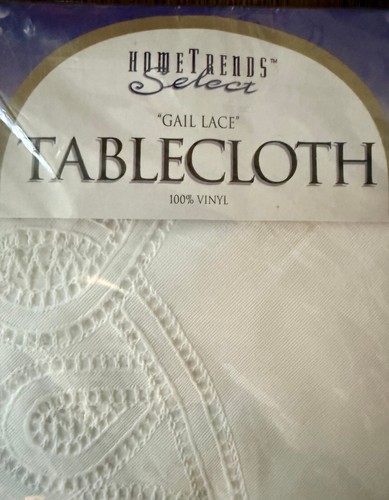 HOMETRENDS™
Select
"GAIL LACE"
TABLECLOTH
100% VINYL